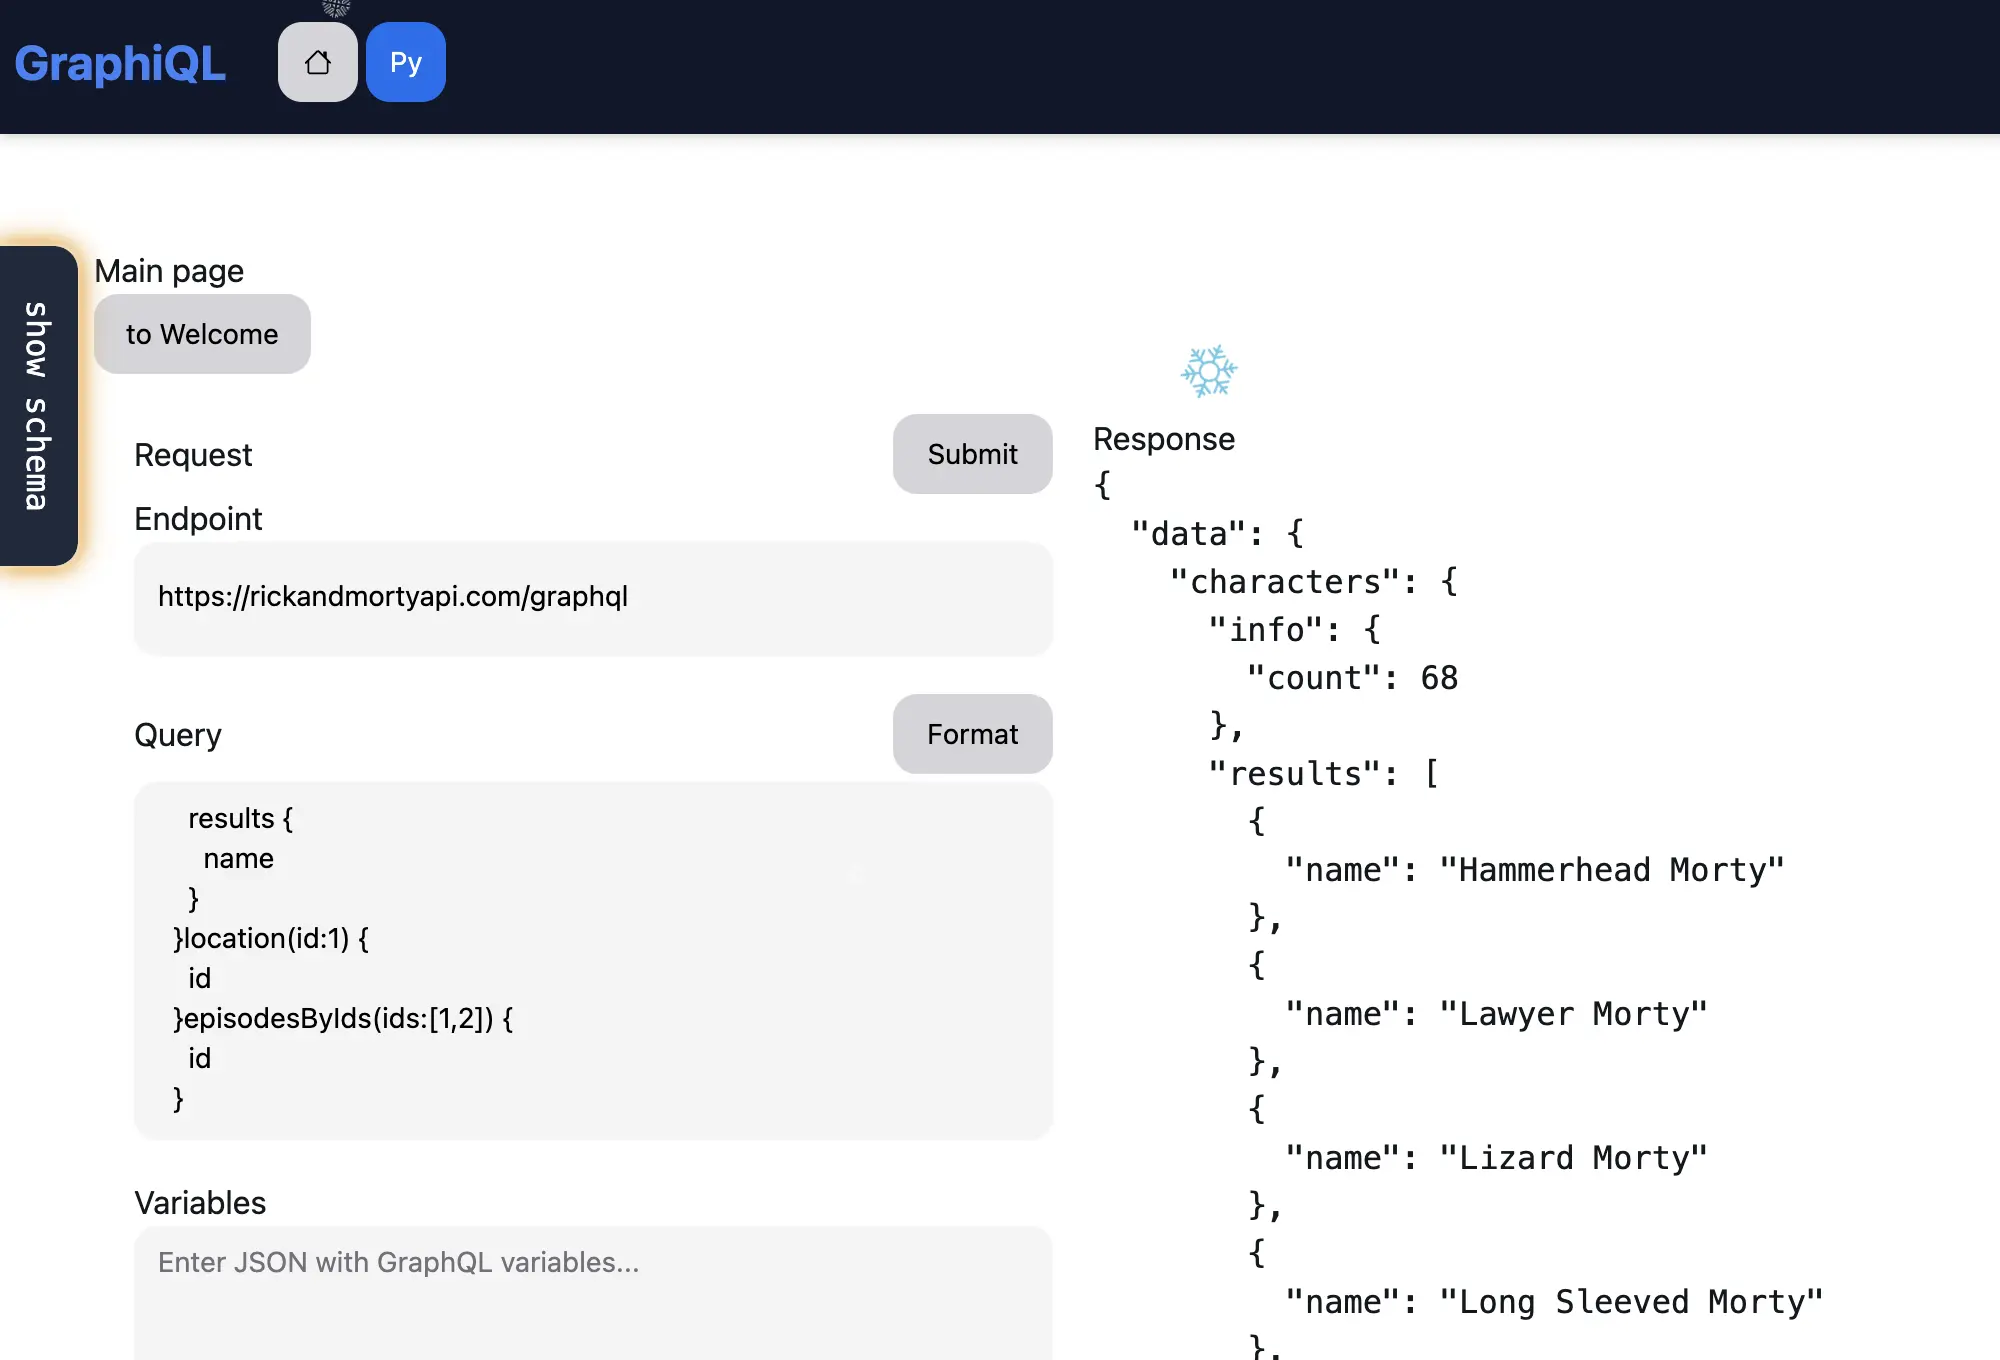 GraphiQL
Py
show schema
Main page
to Welcome
Request
Submit
Endpoint
https://rickandmortyapi.com/graphql
Query
Format
results {
name
}
}location(id:1) {
id
}episodesByIds(ids:[1,2]) {
id
}
Variables
Enter JSON with GraphQL variables...
Response
{
"data": {
"characters": {
"info": {
"count": 68
},
"results": [
{
"name": "Hammerhead Morty"
},
{
"name": "Lawyer Morty"
},
{
"name": "Lizard Morty"
},
{
"name": "Long Sleeved Morty"
},